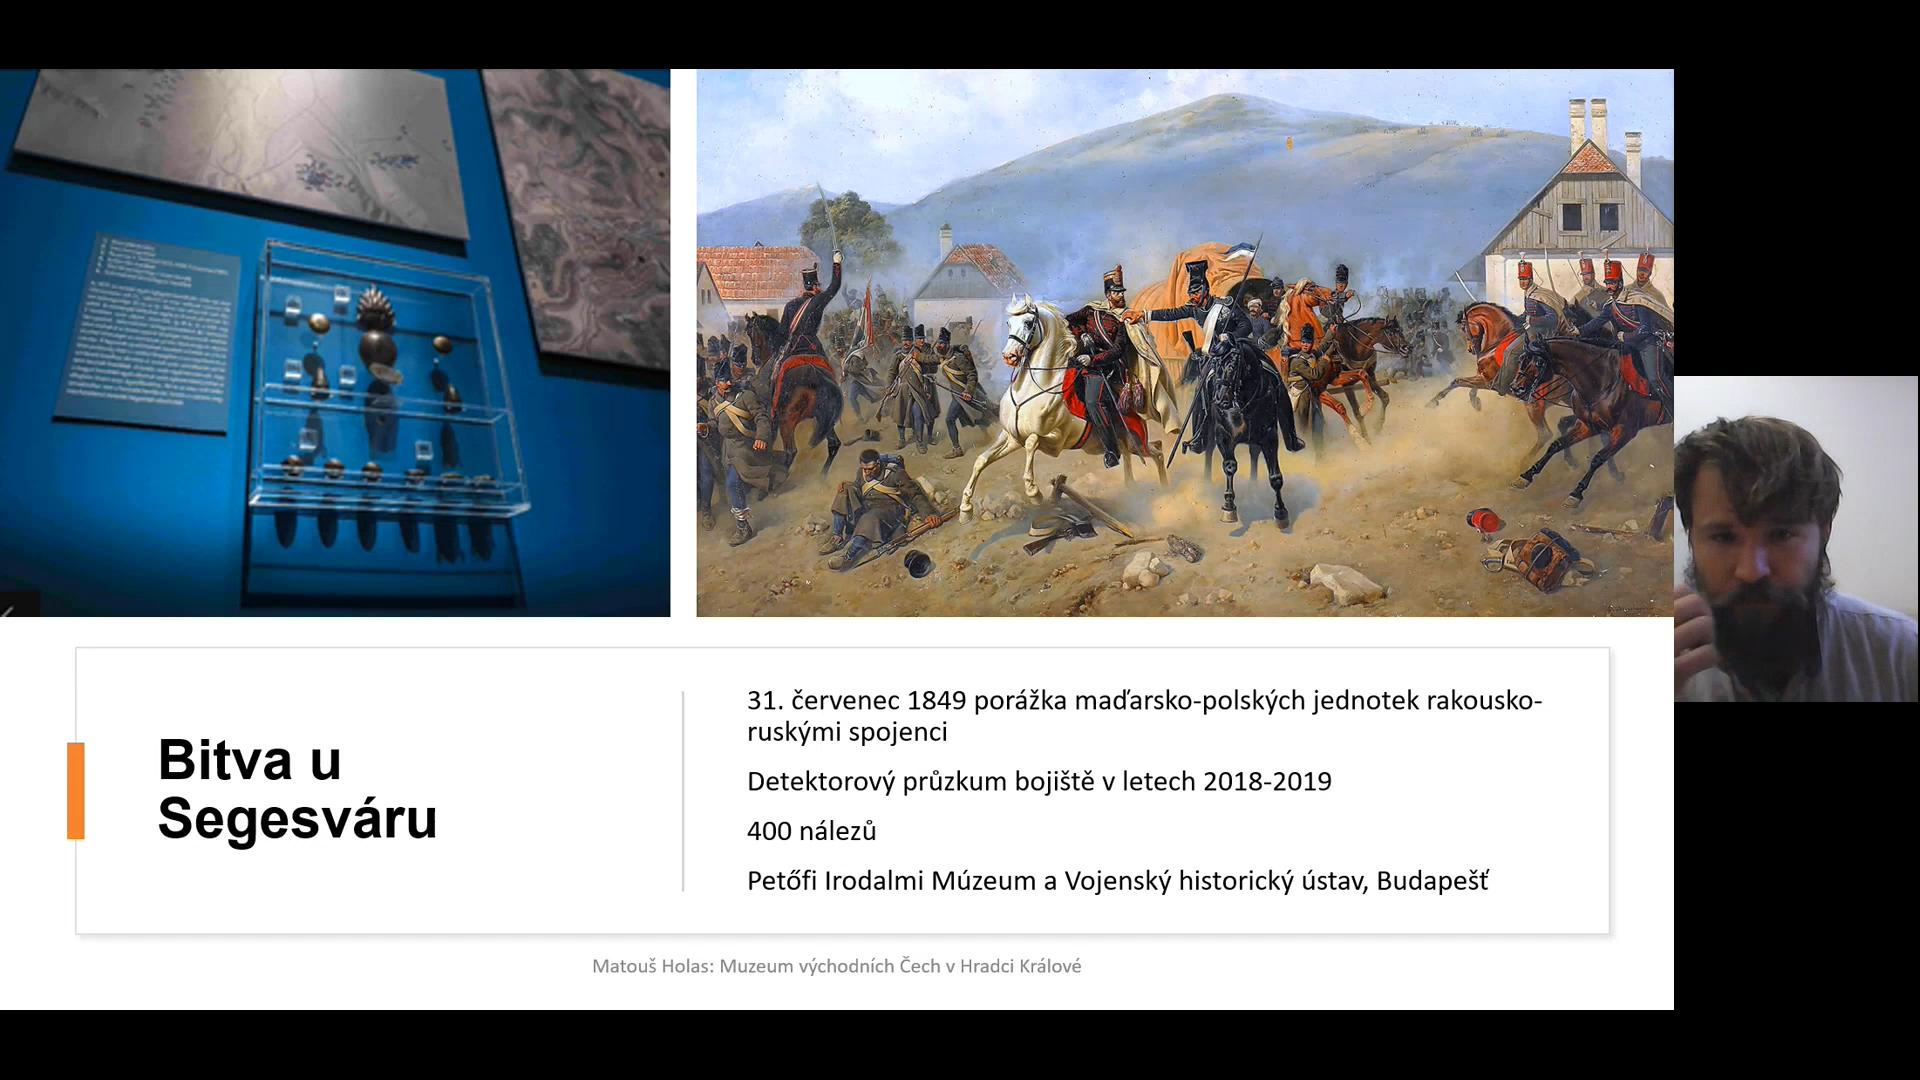 Bitva u
Segesváru
31. červenec 1849 porážka maďarsko-polských jednotek rakousko-
ruskými spojenci
Detektorový průzkum bojiště v letech 2018-2019
400 nálezů
Petőfi Irodalmi Múzeum a Vojenský historický ústav, Budapešť
Matouš Holas: Muzeum východních Čech v Hradci Králové